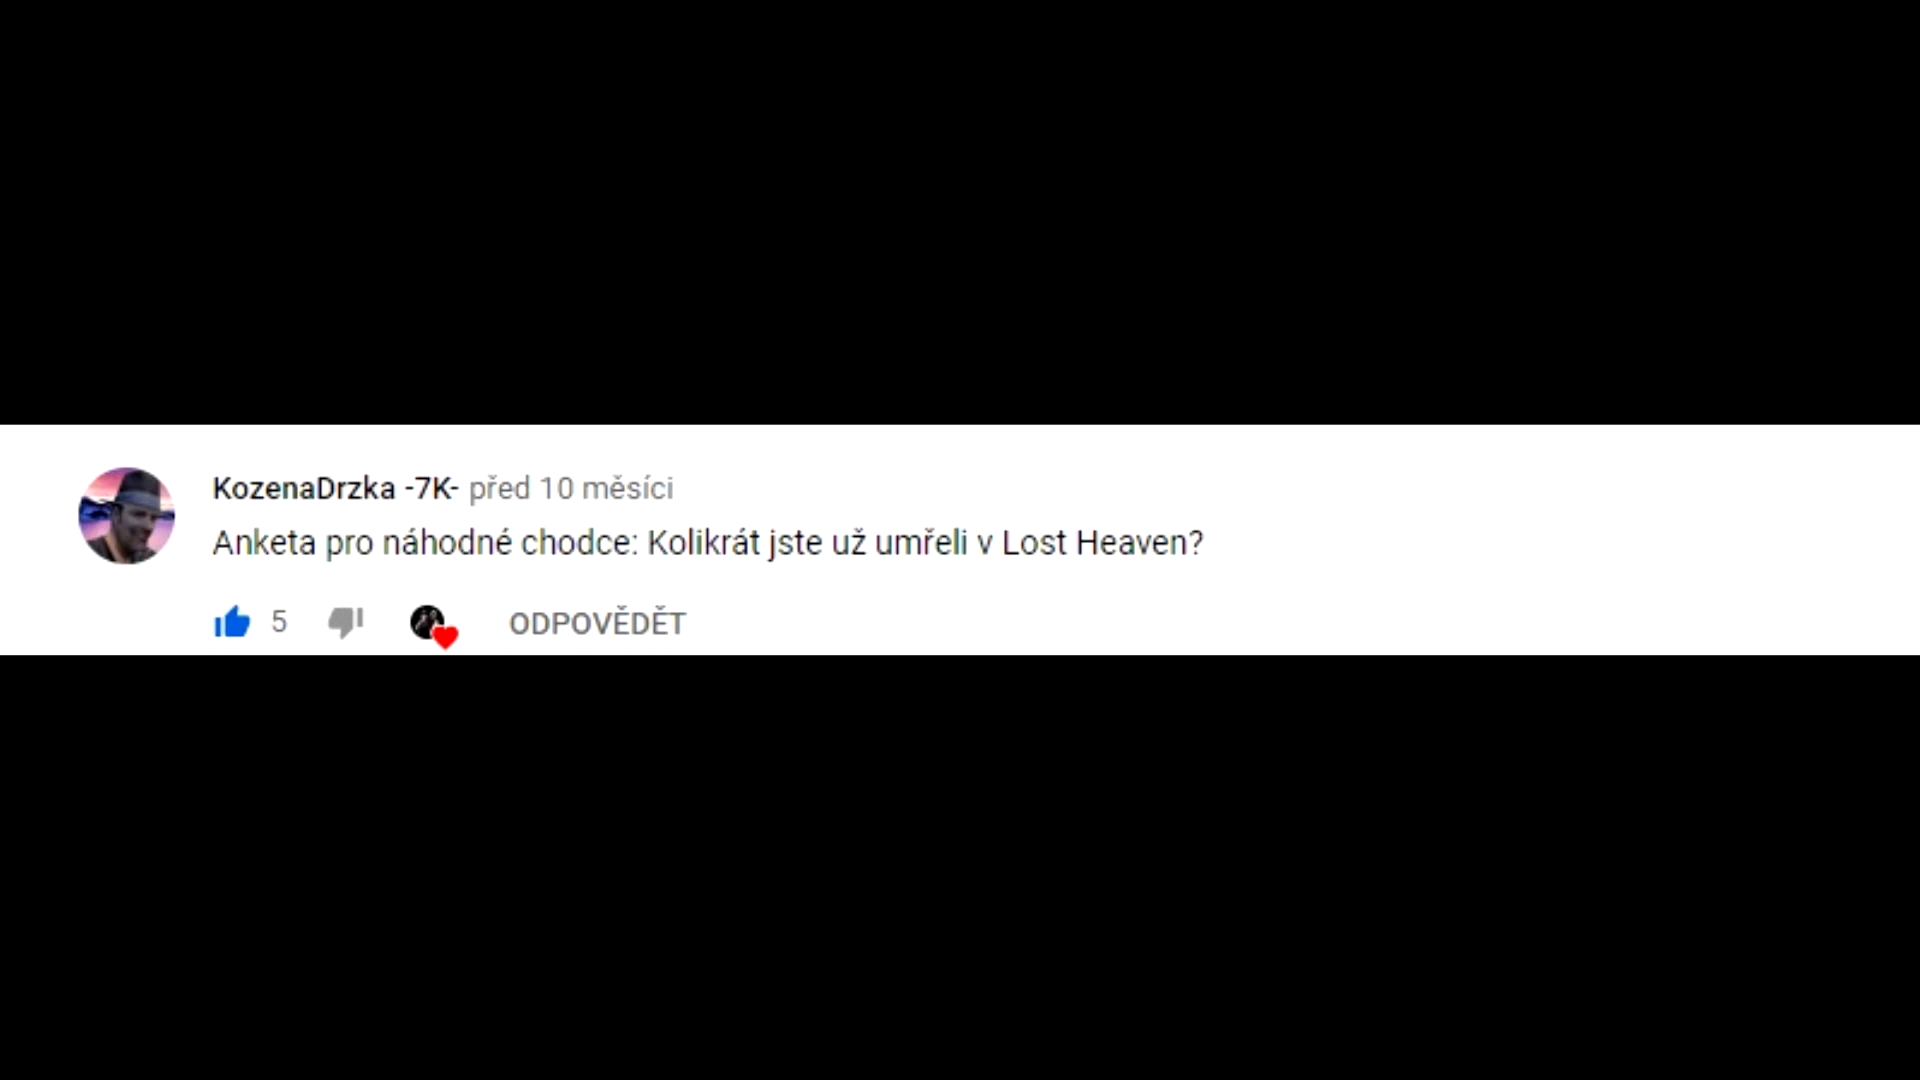 KozenaDrzka -7K- před 10 měsíci
Anketa pro náhodné chodce: Kolikrát jste už umřeli v Lost Heaven?
5 ODPOVĚDĚT